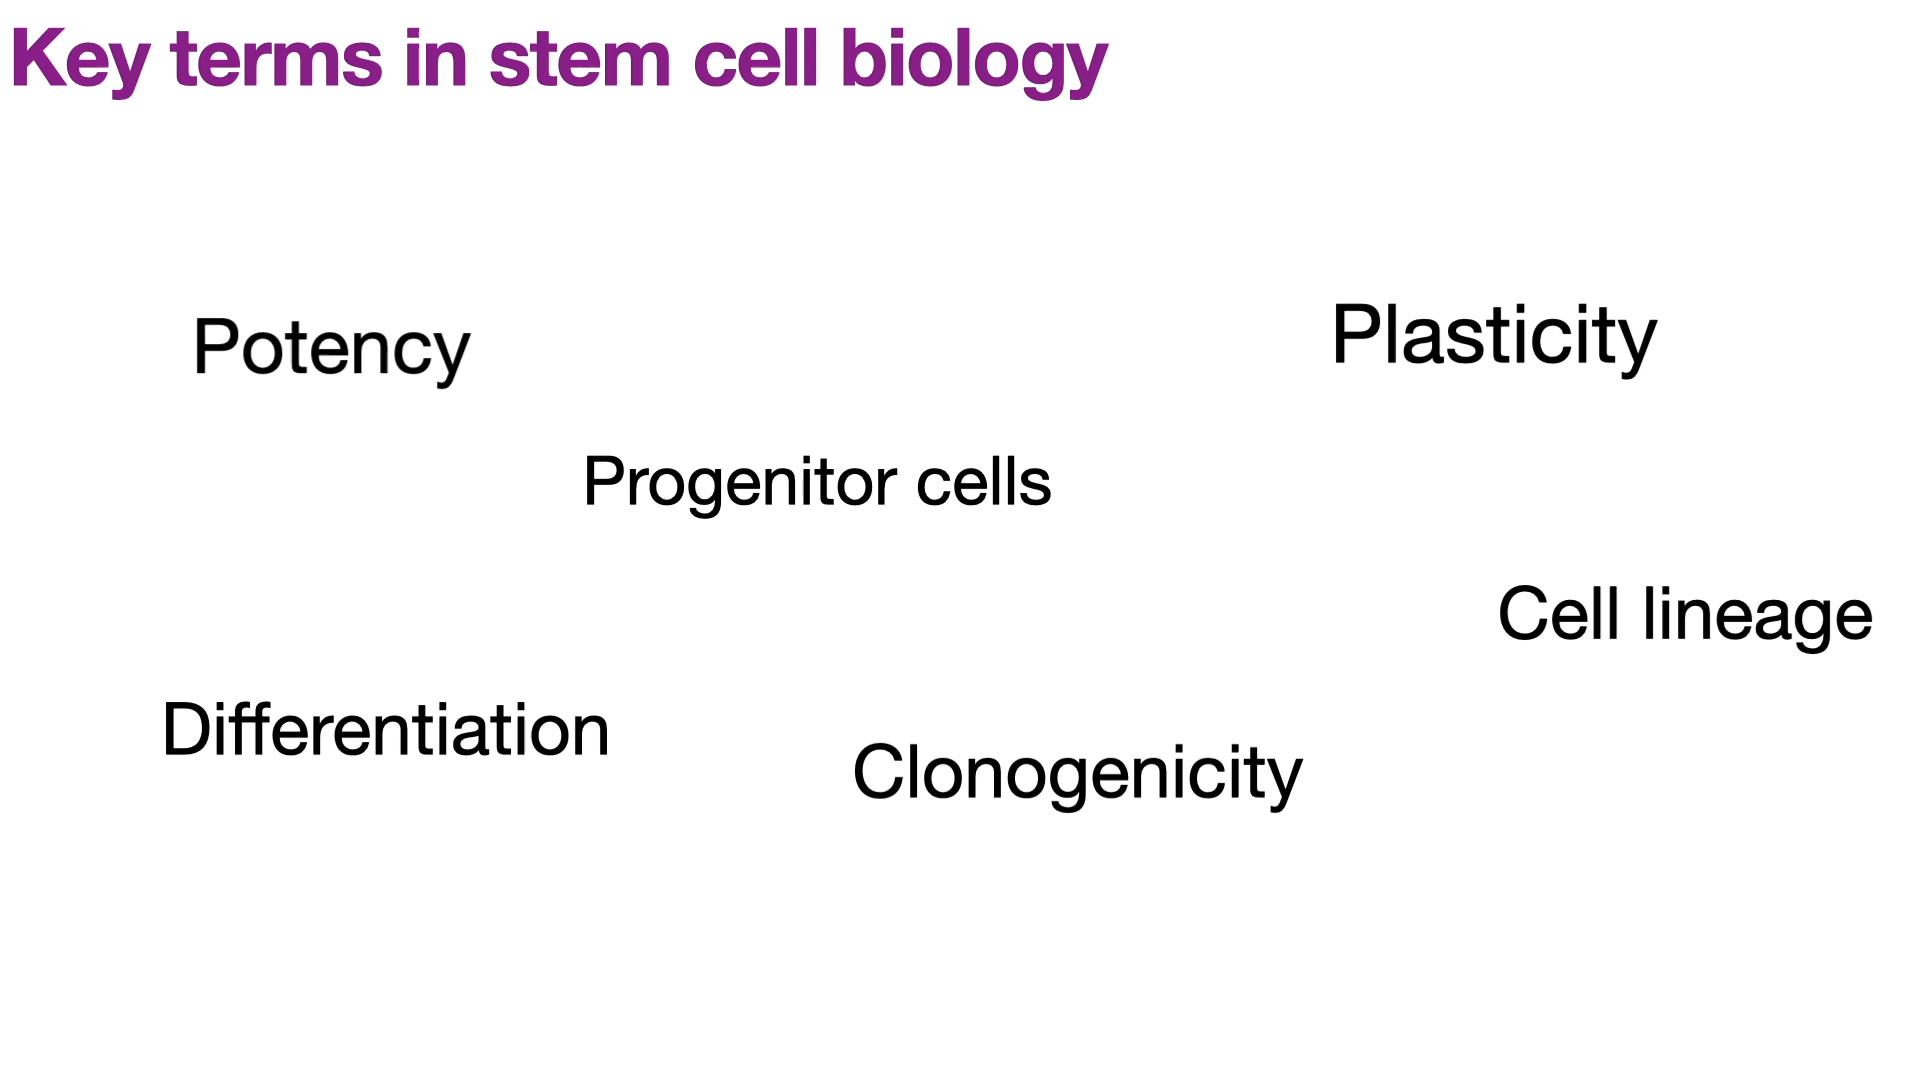 Key terms in stem cell biology
Potency
Plasticity
Progenitor cells
Cell lineage
Differentiation
Clonogenicity